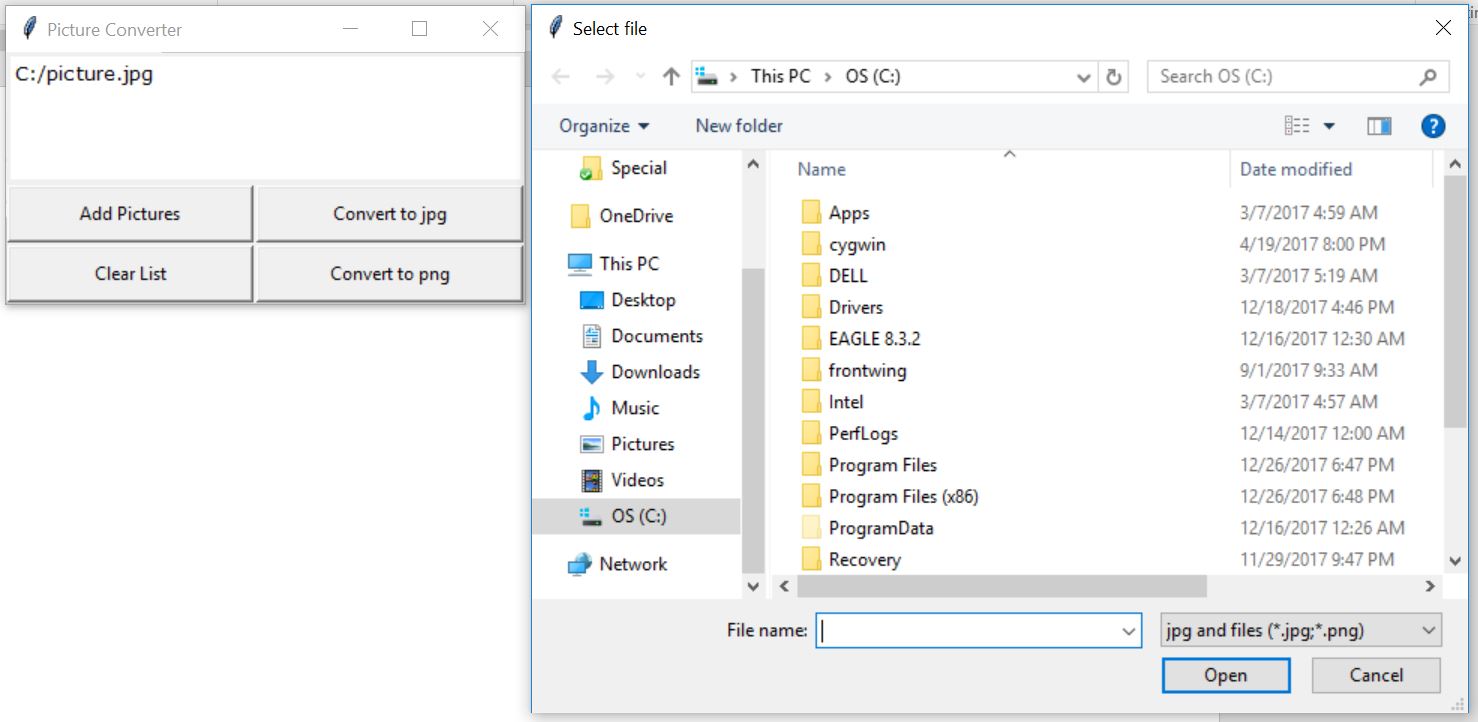 Picture Converter
C:/picture.jpg
Add Pictures
Convert to jpg
Clear List
Convert to png
Select file
This PC > OS (C:)
Search OS (C:)
Organize
New folder
Special
OneDrive
This PC
Desktop
Documents
Downloads
Music
Pictures
Videos
OS (C:)
Network
Name Date modified
Apps 3/7/2017 4:59 AM
cygwin 4/19/2017 8:00 PM
DELL 3/7/2017 5:19 AM
Drivers 12/18/2017 4:46 PM
EAGLE 8.3.2 12/16/2017 12:30 AM
frontwing 9/1/2017 9:33 AM
Intel 3/7/2017 4:57 AM
PerfLogs 12/14/2017 12:00 AM
Program Files 12/26/2017 6:47 PM
Program Files (x86) 12/26/2017 6:48 PM
ProgramData 12/16/2017 12:26 AM
Recovery 11/29/2017 9:47 PM
File name:
jpg and files (*.jpg;*.png)
Open
Cancel